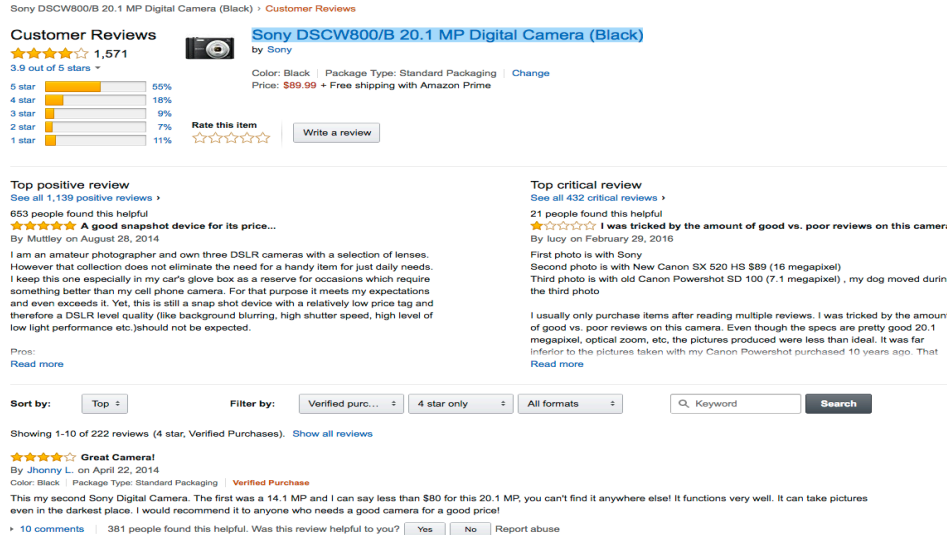 Sony DSCW800/B 20.1 MP Digital Camera (Black) › Customer Reviews
Customer Reviews
1,571
3.9 out of 5 stars
5 star 55%
4 star 18%
3 star 9%
2 star 7%
1 star 11%
Sony DSCW800/B 20.1 MP Digital Camera (Black)
by Sony
Color: Black | Package Type: Standard Packaging | Change
Price: $89.99 + Free shipping with Amazon Prime
Rate this item
Write a review
Top positive review
See all 1,139 positive reviews ›
653 people found this helpful
A good snapshot device for its price...
By Muttley on August 28, 2014
I am an amateur photographer and own three DSLR cameras with a selection of lenses.
However that collection does not eliminate the need for a handy item for just daily needs.
I keep this one especially in my car's glove box as a reserve for occasions which require
something better than my cell phone camera. For that purpose it meets my expectations
and even exceeds it. Yet, this is still a snap shot device with a relatively low price tag and
therefore a DSLR level quality (like background blurring, high shutter speed, high level of
low light performance etc.)should not be expected.
Pros:
Read more
Top critical review
See all 432 critical reviews ›
21 people found this helpful
I was tricked by the amount of good vs. poor reviews on this camera
By lucy on February 29, 2016
First photo is with Sony
Second photo is with New Canon SX 520 HS $89 (16 megapixel)
Third photo is with old Canon Powershot SD 100 (7.1 megapixel) , my dog moved durin
the third photo
I usually only purchase items after reading multiple reviews. I was tricked by the amoun
of good vs. poor reviews on this camera. Even though the specs are pretty good 20.1
megapixel, optical zoom, etc, the pictures produced were less than ideal. It was far
inferior to the pictures taken with my Canon Powershot purchased 10 years ago. That
Read more
Sort by: Top Filter by: Verified purc... 4 star only All formats Keyword Search
Showing 1-10 of 222 reviews (4 star, Verified Purchases). Show all reviews
Great Camera!
By Jhonny L. on April 22, 2014
Color: Black | Package Type: Standard Packaging | Verified Purchase
This my second Sony Digital Camera. The first was a 14.1 MP and I can say less than $80 for this 20.1 MP, you can't find it anywhere else! It functions very well. It can take pictures
even in the darkest place. I would recommend it to anyone who needs a good camera for a good price!
10 comments | 381 people found this helpful. Was this review helpful to you? Yes No Report abuse